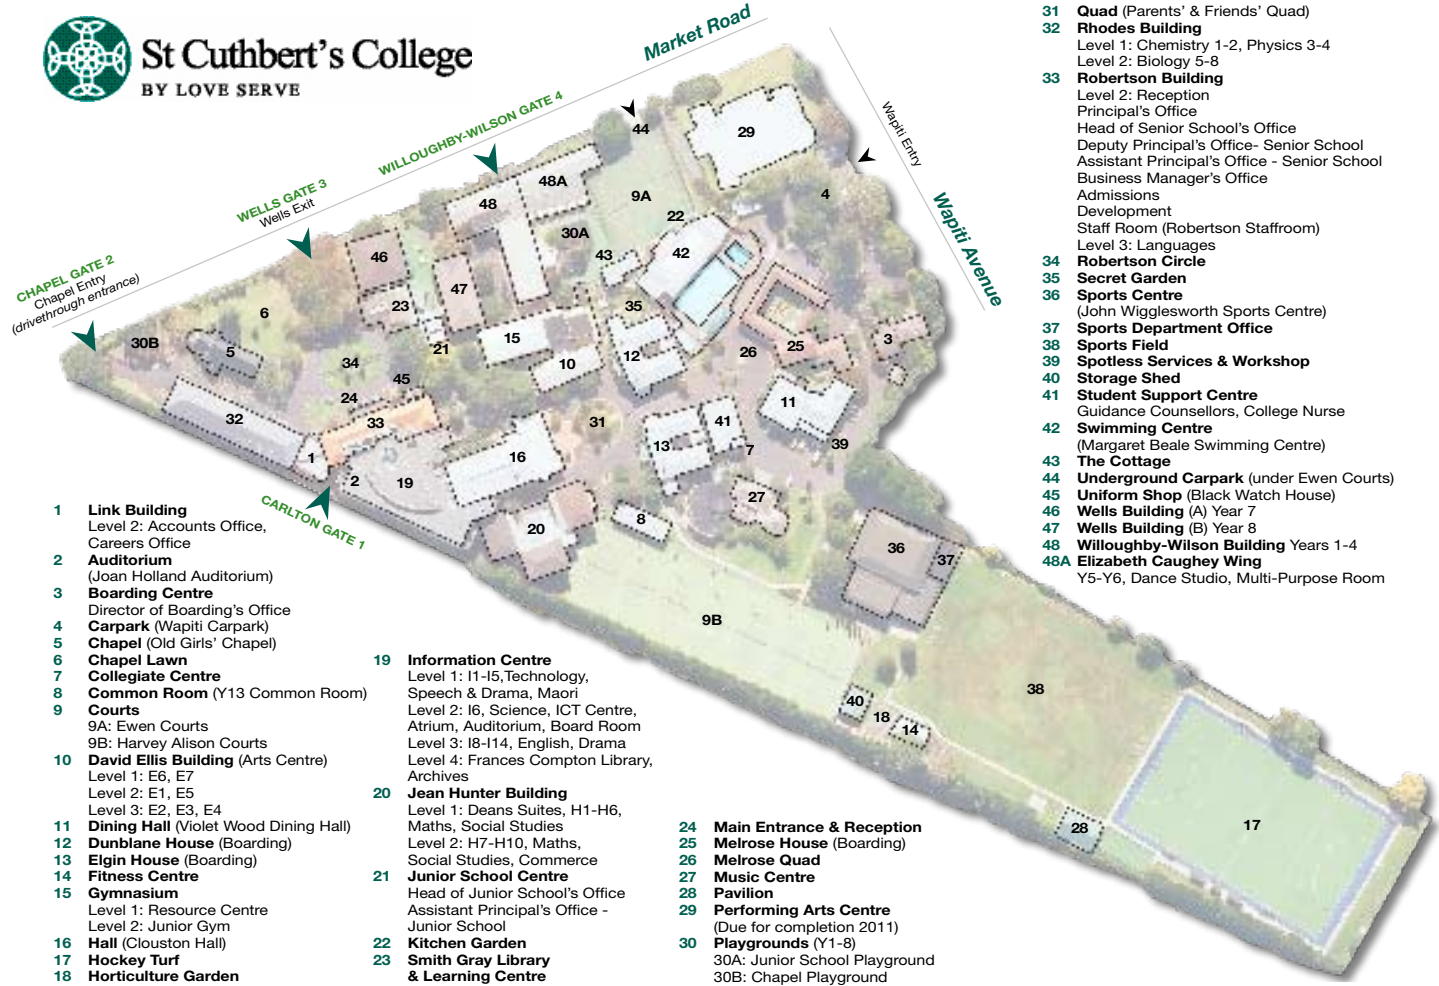 St Cuthbert's College
BY LOVE SERVE
Market Road
WILLOUGHBY-WILSON GATE 4
WELLS GATE 3
Wells Exit
CHAPEL GATE 2
Chapel Entry
(drivethrough entrance)
Wapiti Entry
Wapiti Avenue
CARLTON GATE 1
44
29
48A
9A
4
48
22
30A
46
43
42
47
23
6
35
30B
5
15
21
12
26
25
3
34
10
45
24
11
32
33
31
13
41
39
7
1
2
19
16
27
20
8
36
37
9B
38
40
18
14
28
17
1 Link Building
Level 2: Accounts Office,
Careers Office
2 Auditorium
(Joan Holland Auditorium)
3 Boarding Centre
Director of Boarding's Office
4 Carpark (Wapiti Carpark)
5 Chapel (Old Girls' Chapel)
6 Chapel Lawn
7 Collegiate Centre
8 Common Room (Y13 Common Room)
9 Courts
9A: Ewen Courts
9B: Harvey Alison Courts
10 David Ellis Building (Arts Centre)
Level 1: E6, E7
Level 2: E1, E5
Level 3: E2, E3, E4
11 Dining Hall (Violet Wood Dining Hall)
12 Dunblane House (Boarding)
13 Elgin House (Boarding)
14 Fitness Centre
15 Gymnasium
Level 1: Resource Centre
Level 2: Junior Gym
16 Hall (Clouston Hall)
17 Hockey Turf
18 Horticulture Garden
19 Information Centre
Level 1: I1-I5,Technology,
Speech & Drama, Maori
Level 2: I6, Science, ICT Centre,
Atrium, Auditorium, Board Room
Level 3: I8-I14, English, Drama
Level 4: Frances Compton Library,
Archives
20 Jean Hunter Building
Level 1: Deans Suites, H1-H6,
Maths, Social Studies
Level 2: H7-H10, Maths,
Social Studies, Commerce
21 Junior School Centre
Head of Junior School's Office
Assistant Principal's Office -
Junior School
22 Kitchen Garden
23 Smith Gray Library
& Learning Centre
24 Main Entrance & Reception
25 Melrose House (Boarding)
26 Melrose Quad
27 Music Centre
28 Pavilion
29 Performing Arts Centre
(Due for completion 2011)
30 Playgrounds (Y1-8)
30A: Junior School Playground
30B: Chapel Playground
31 Quad (Parents' & Friends' Quad)
32 Rhodes Building
Level 1: Chemistry 1-2, Physics 3-4
Level 2: Biology 5-8
33 Robertson Building
Level 2: Reception
Principal's Office
Head of Senior School's Office
Deputy Principal's Office- Senior School
Assistant Principal's Office - Senior School
Business Manager's Office
Admissions
Development
Staff Room (Robertson Staffroom)
Level 3: Languages
34 Robertson Circle
35 Secret Garden
36 Sports Centre
(John Wigglesworth Sports Centre)
37 Sports Department Office
38 Sports Field
39 Spotless Services & Workshop
40 Storage Shed
41 Student Support Centre
Guidance Counsellors, College Nurse
42 Swimming Centre
(Margaret Beale Swimming Centre)
43 The Cottage
44 Underground Carpark (under Ewen Courts)
45 Uniform Shop (Black Watch House)
46 Wells Building (A) Year 7
47 Wells Building (B) Year 8
48 Willoughby-Wilson Building Years 1-4
48A Elizabeth Caughey Wing
Y5-Y6, Dance Studio, Multi-Purpose Room